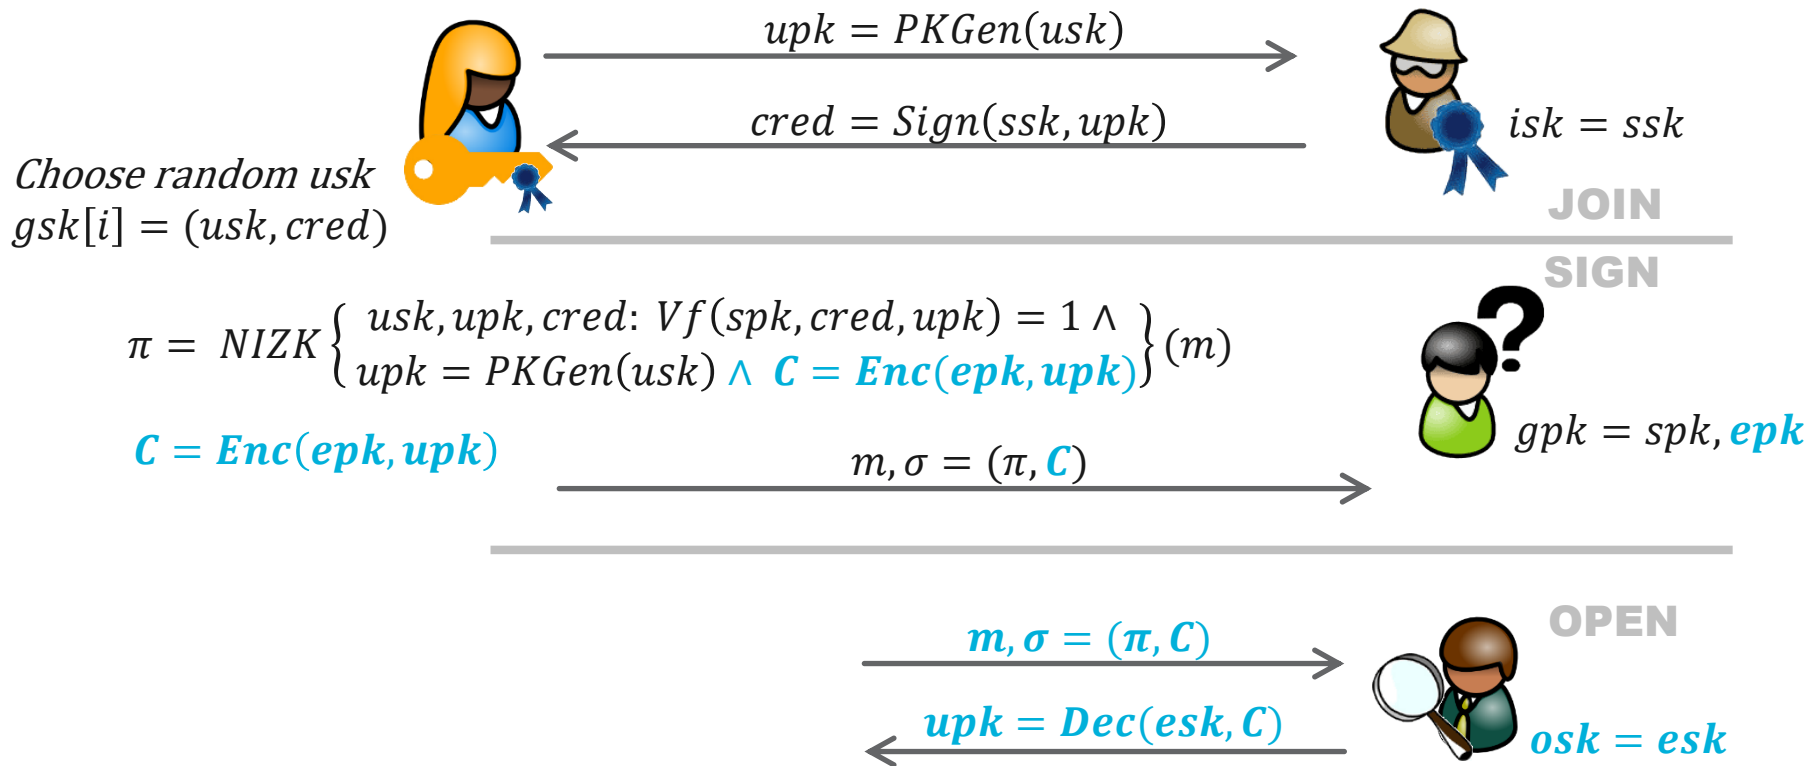 upk = PKGen(usk)
cred = Sign(ssk, upk)
isk = ssk
Choose random usk
gsk[i] = (usk, cred)
JOIN
SIGN
π = NIZK { usk, upk, cred: Vf(spk, cred, upk) = 1 ∧
upk = PKGen(usk) ∧ C = Enc(epk, upk) } (m)
gpk = spk, epk
C = Enc(epk, upk)
m, σ = (π, C)
OPEN
m, σ = (π, C)
upk = Dec(esk, C)
osk = esk